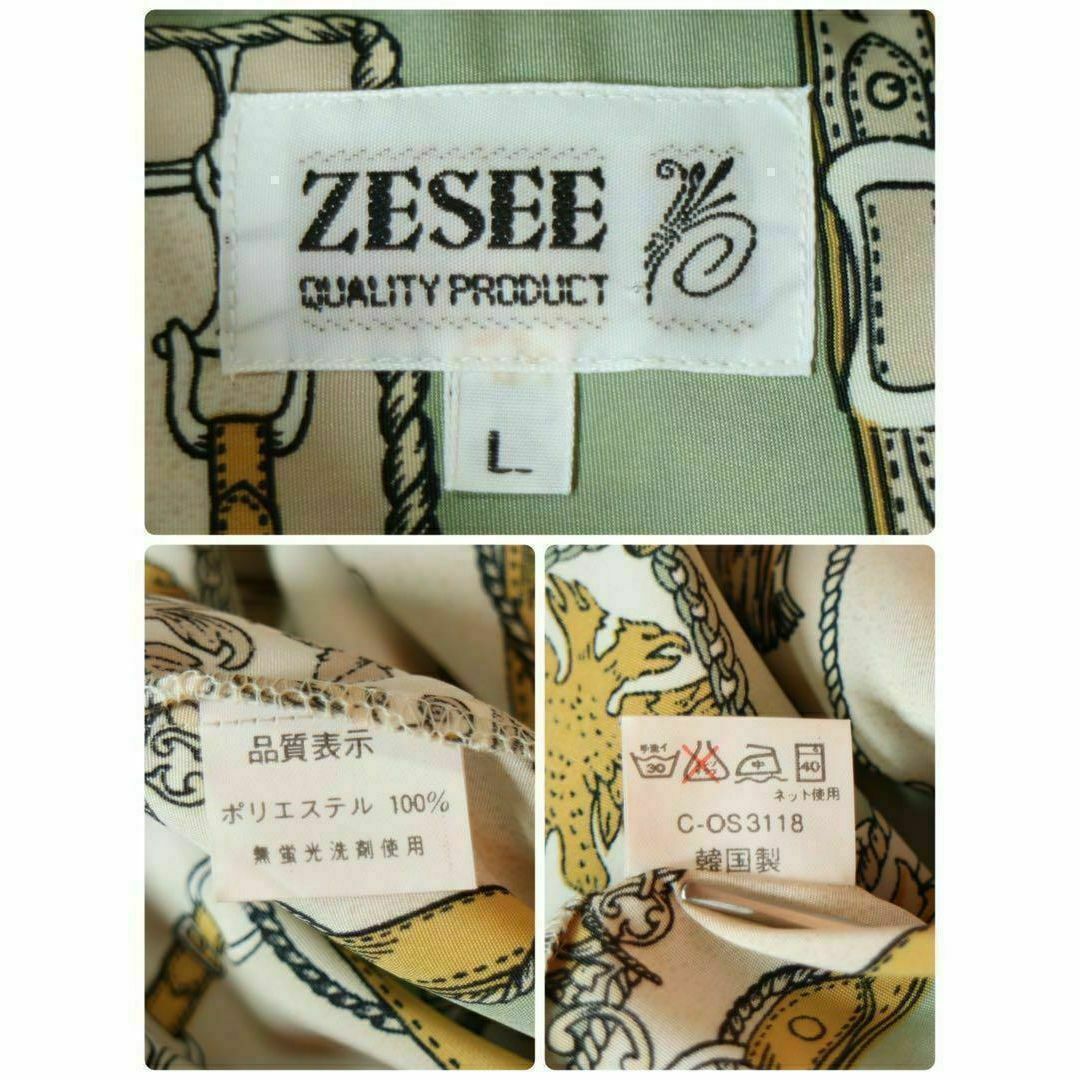 ZESEE
QUALITY PRODUCT
L
品質表示
ポリエステル 100%
無蛍光洗剤使用
手洗イ
30
中
40
ネット使用
C-OS3118
韓国製